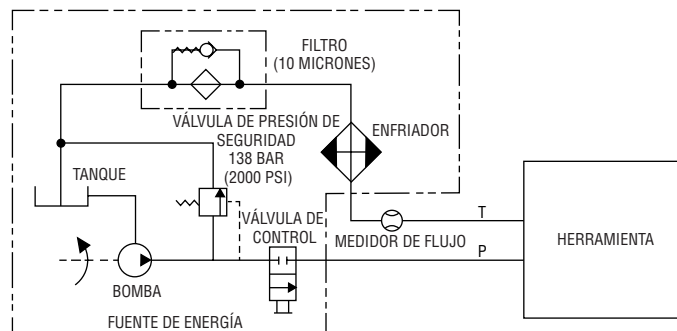 FILTRO
(10 MICRONES)
VÁLVULA DE PRESIÓN DE
SEGURIDAD
138 BAR
(2000 PSI)
ENFRIADOR
TANQUE
VÁLVULA DE
CONTROL
MEDIDOR DE FLUJO
T
P
HERRAMIENTA
BOMBA
FUENTE DE ENERGÍA